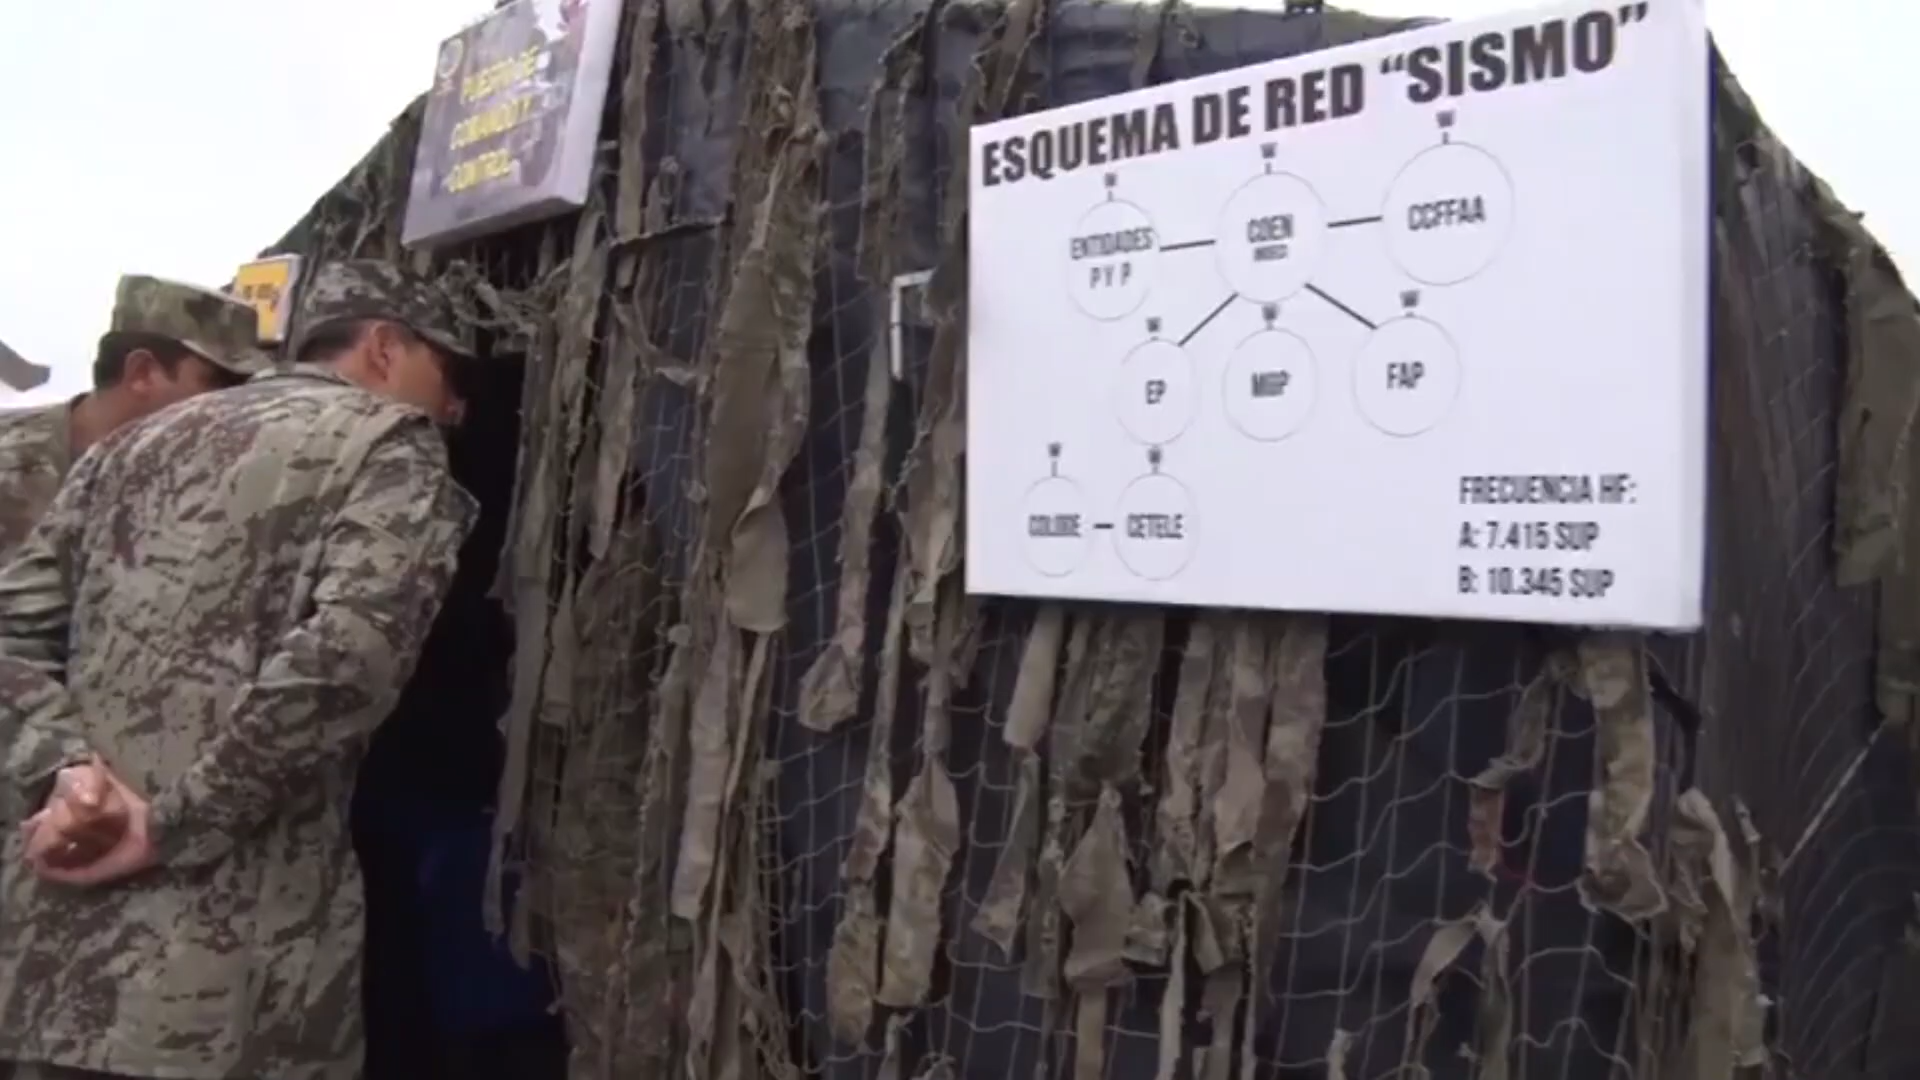 PUESTO DE
COMANDO Y
CONTROL
ESQUEMA DE RED “SISMO”
ENTIDADES
P Y P
COEN
INDECI
CCFFAA
EP
MGP
FAP
CETELE
FRECUENCIA HF:
A: 7.415 SUP
B: 10.345 SUP